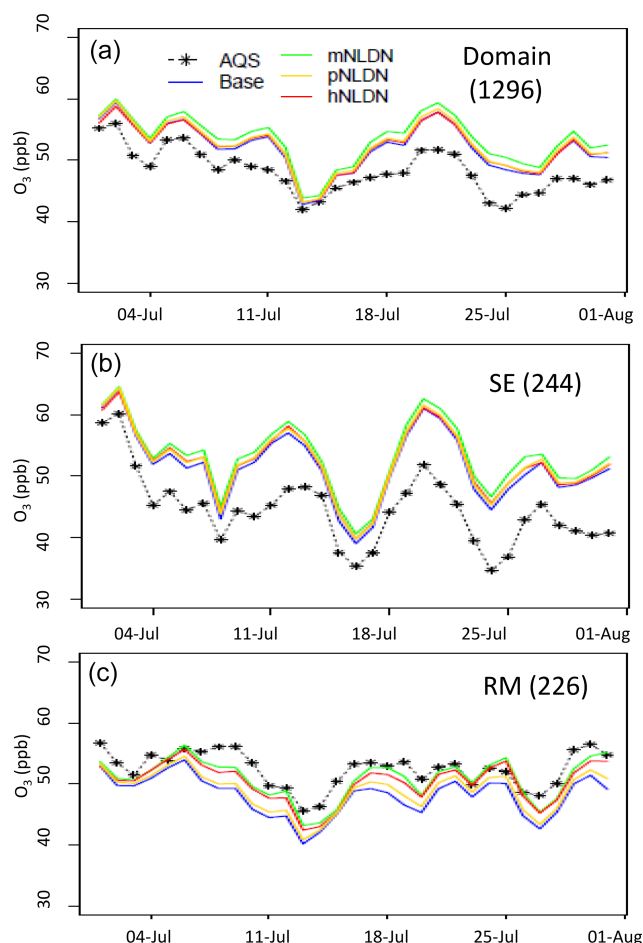 (a)
AQS
Base
mNLDN
pNLDN
hNLDN
Domain
(1296)
O3 (ppb)
70
60
50
40
30
04-Jul
11-Jul
18-Jul
25-Jul
01-Aug
(b)
SE (244)
O3 (ppb)
70
60
50
40
30
04-Jul
11-Jul
18-Jul
25-Jul
01-Aug
(c)
RM (226)
O3 (ppb)
70
60
50
40
30
04-Jul
11-Jul
18-Jul
25-Jul
01-Aug